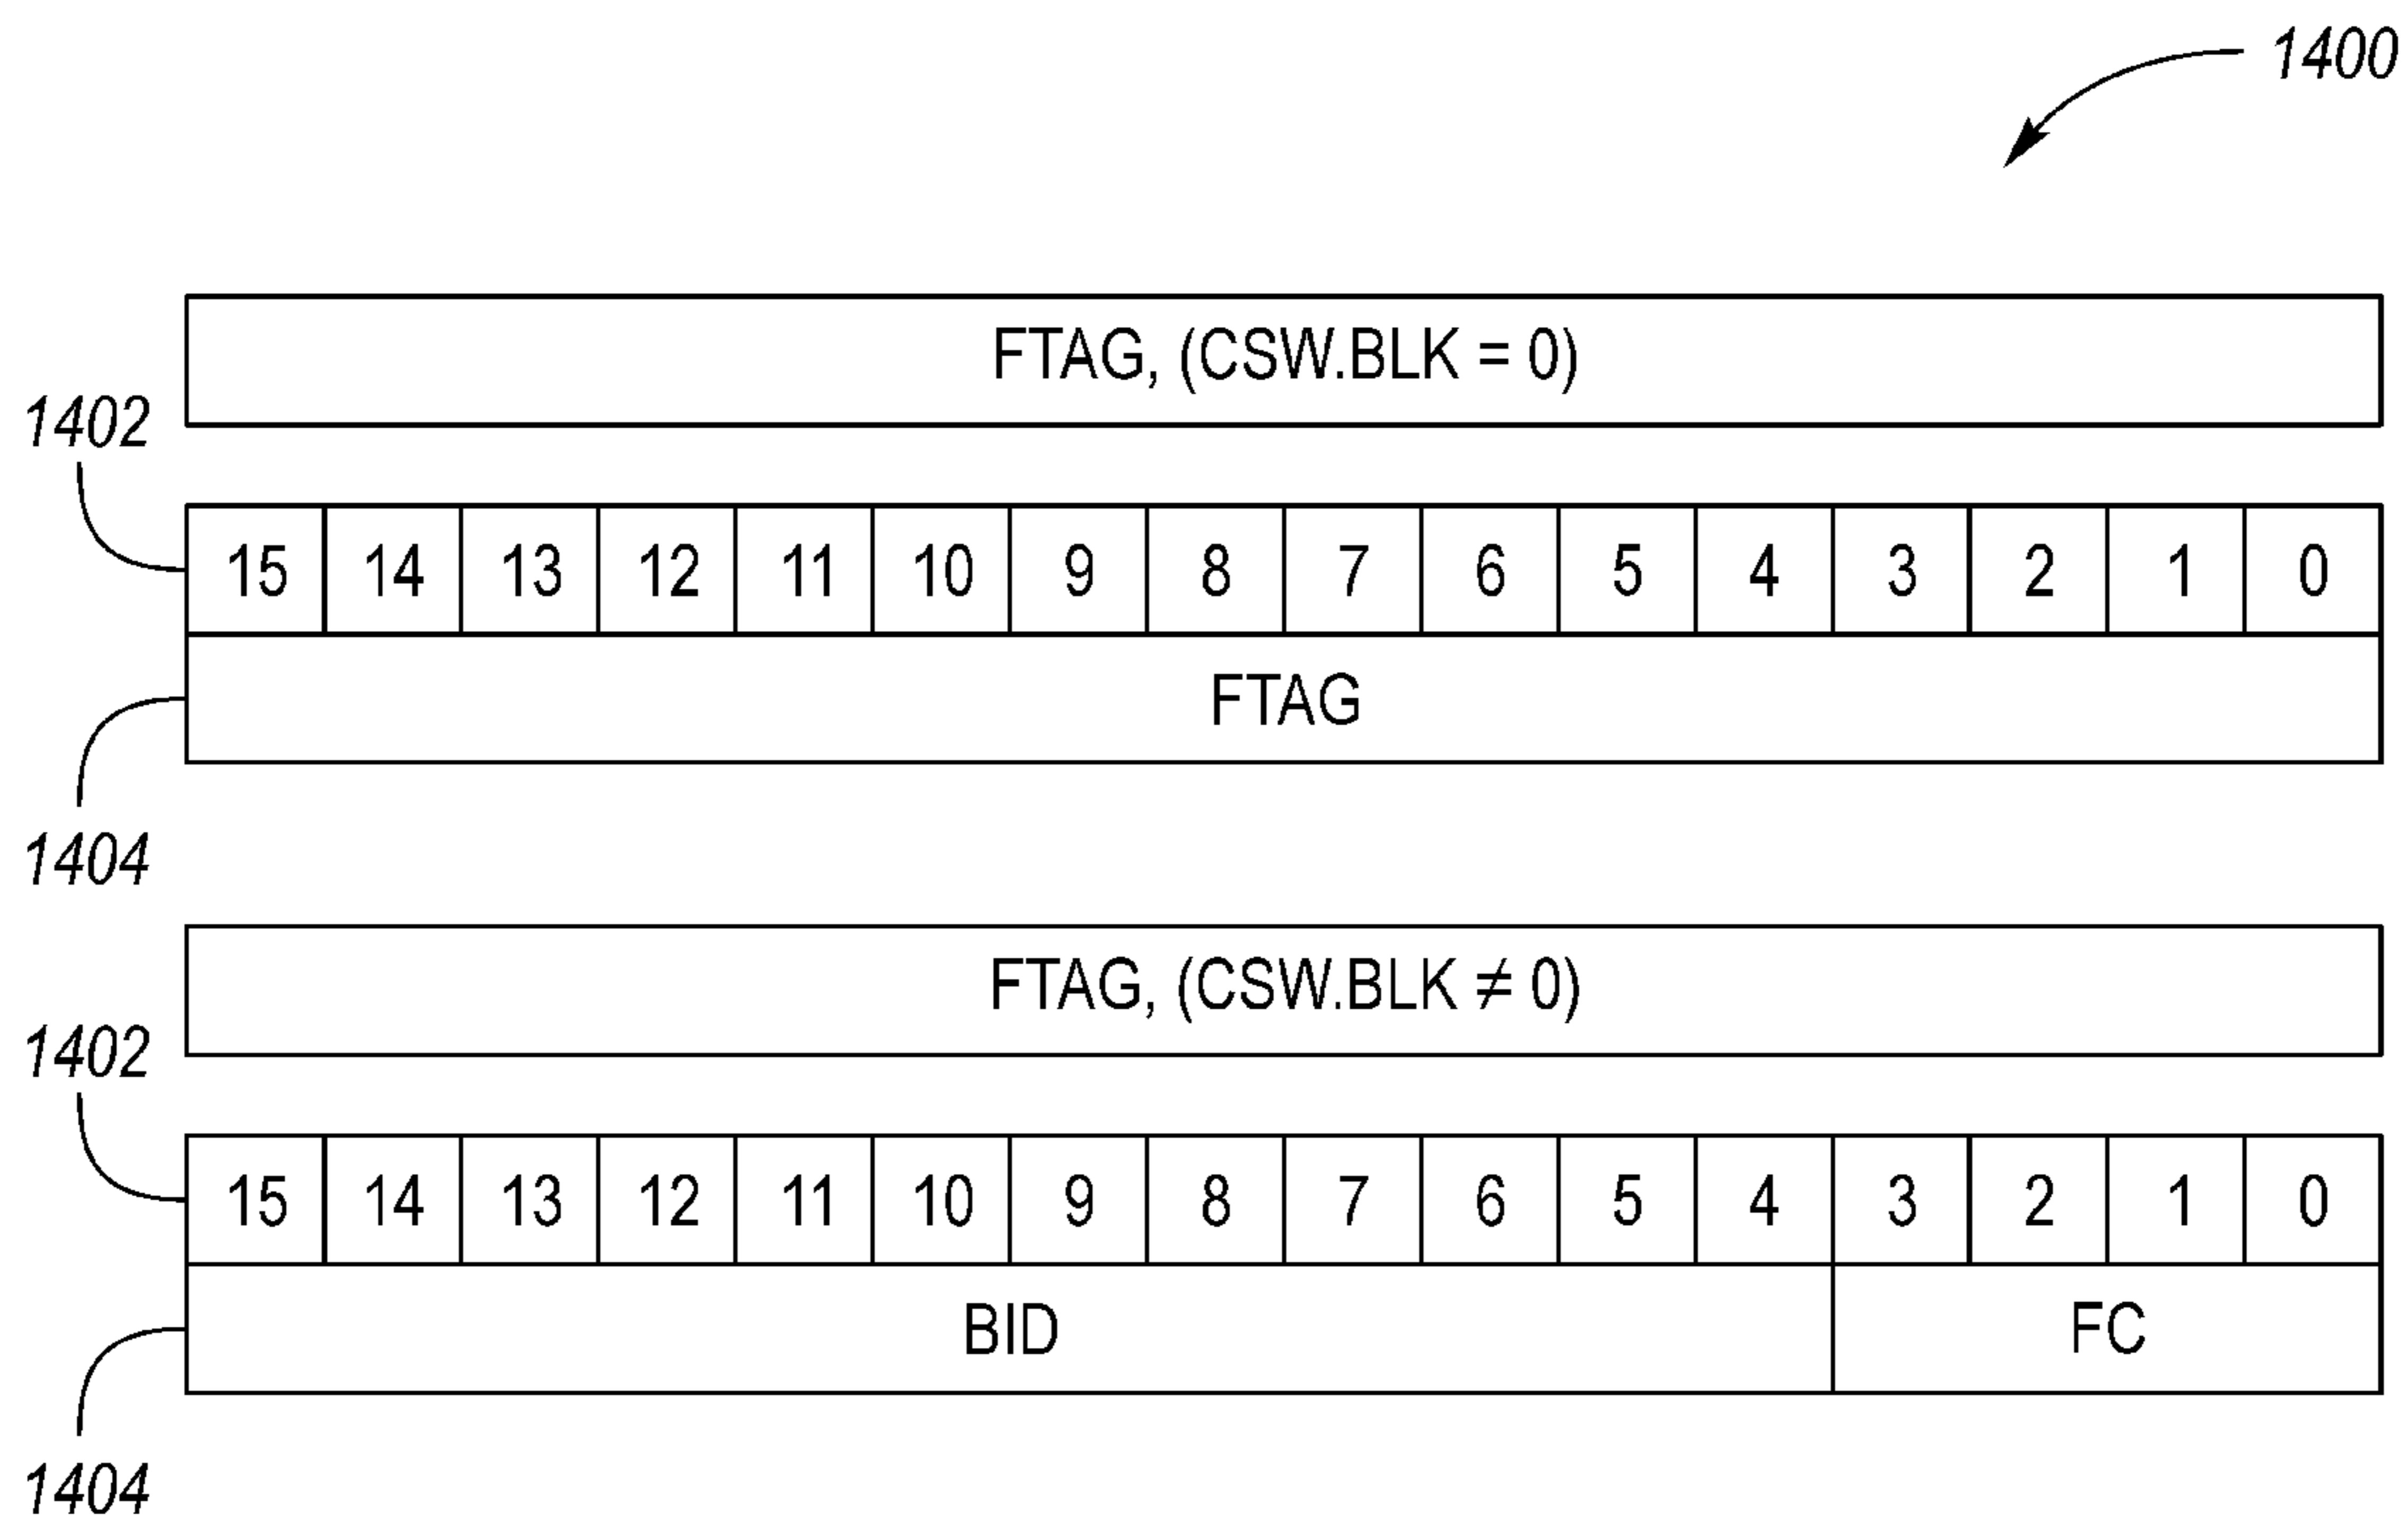 1400
FTAG, (CSW.BLK = 0)
1402
15 14 13 12 11 10 9 8 7 6 5 4 3 2 1 0
FTAG
1404
FTAG, (CSW.BLK ≠ 0)
1402
15 14 13 12 11 10 9 8 7 6 5 4 3 2 1 0
BID FC
1404